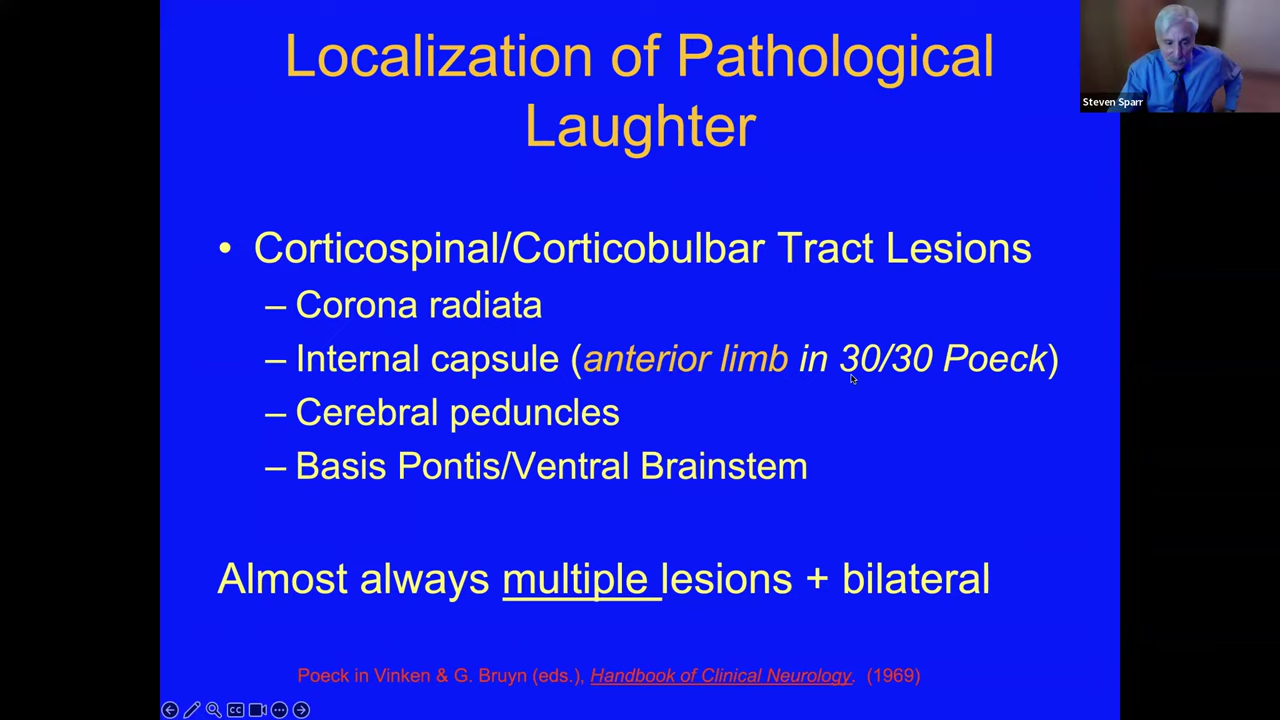 Localization of Pathological
Laughter
Steven Sparr
• Corticospinal/Corticobulbar Tract Lesions
– Corona radiata
– Internal capsule (anterior limb in 30/30 Poeck)
– Cerebral peduncles
– Basis Pontis/Ventral Brainstem
Almost always multiple lesions + bilateral
Poeck in Vinken & G. Bruyn (eds.), Handbook of Clinical Neurology. (1969)
CC